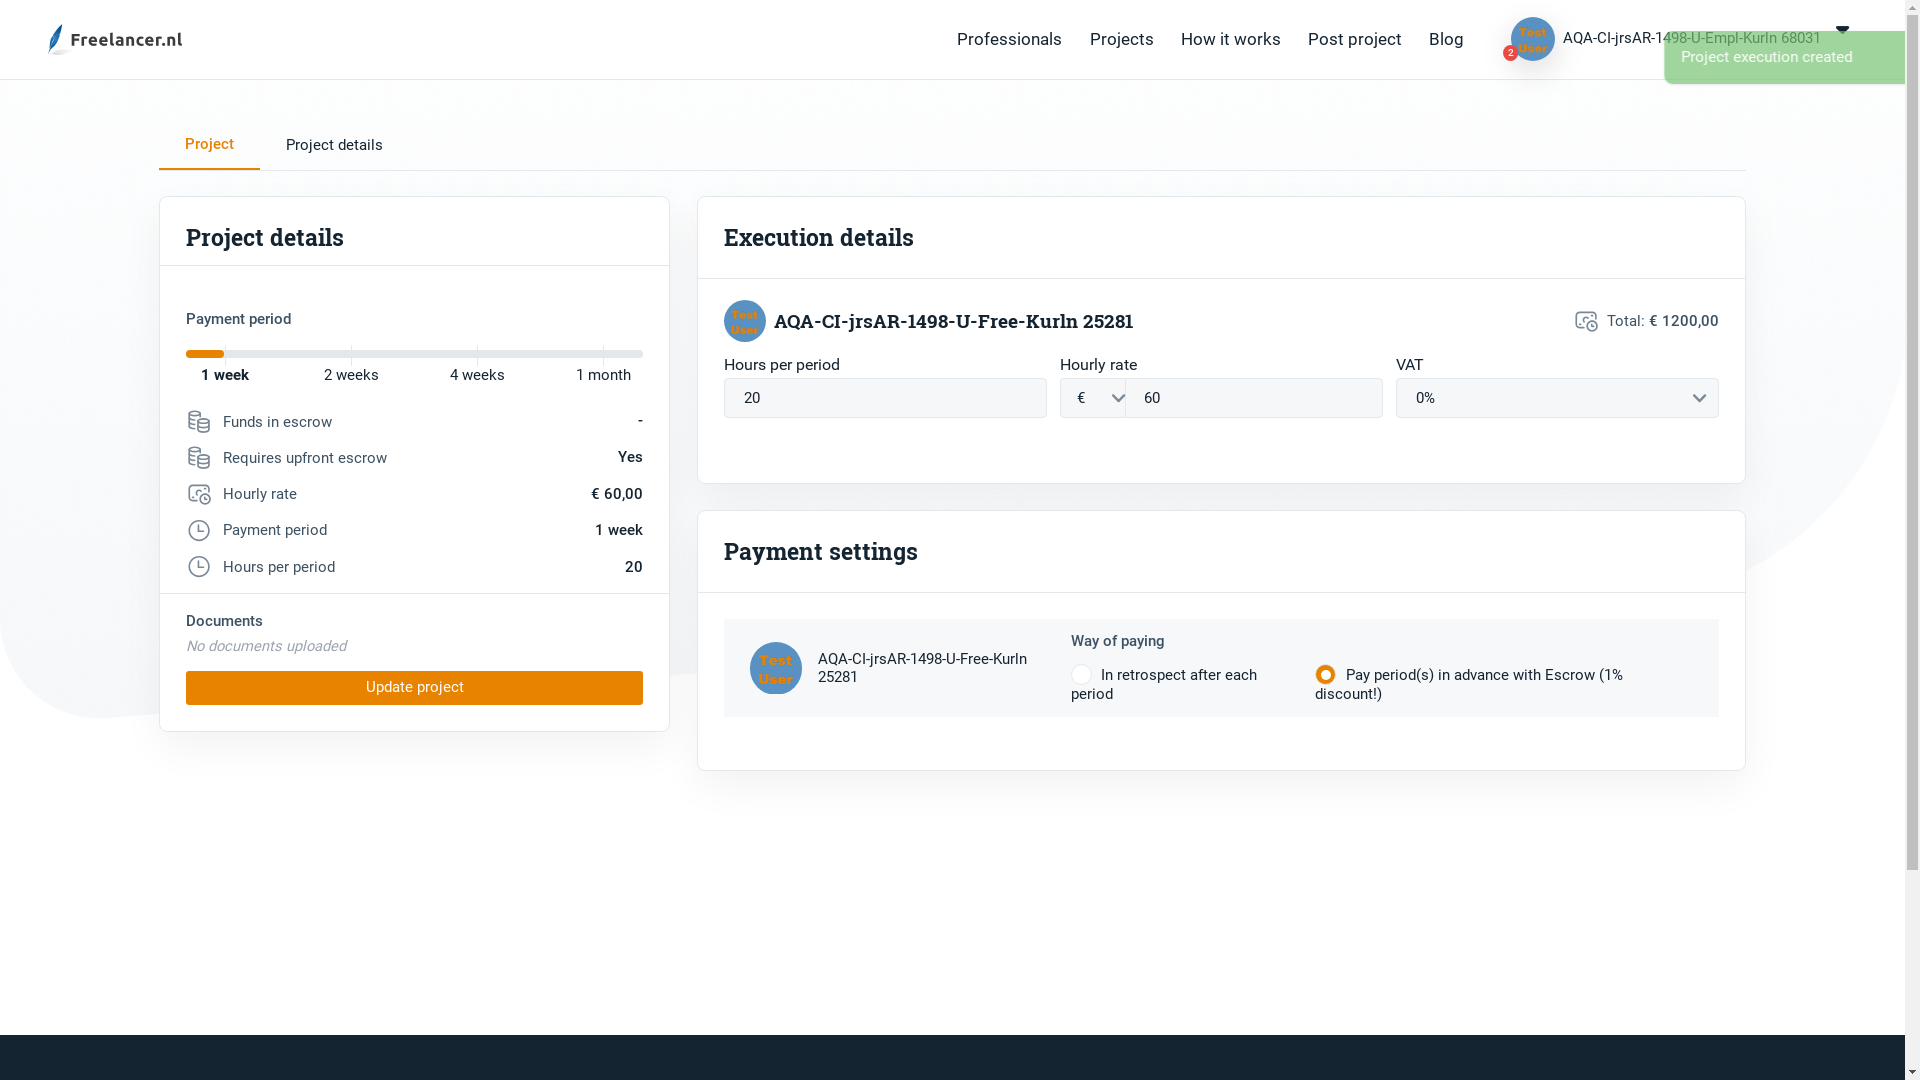 Freelancer.nl
Professionals
Projects
How it works
Post project
Blog
Test
User
2
AQA-CI-jrsAR-1498-U-Empl-Kurln 68031
Project execution created
Project
Project details
Project details
Payment period
1 week
2 weeks
4 weeks
1 month
Funds in escrow
-
Requires upfront escrow
Yes
Hourly rate
€ 60,00
Payment period
1 week
Hours per period
20
Documents
No documents uploaded
Update project
Execution details
Test
User
AQA-CI-jrsAR-1498-U-Free-Kurln 25281
Total: € 1200,00
Hours per period
Hourly rate
VAT
20
€
60
0%
Payment settings
Test
User
AQA-CI-jrsAR-1498-U-Free-Kurln
25281
Way of paying
In retrospect after each
period
Pay period(s) in advance with Escrow (1%
discount!)